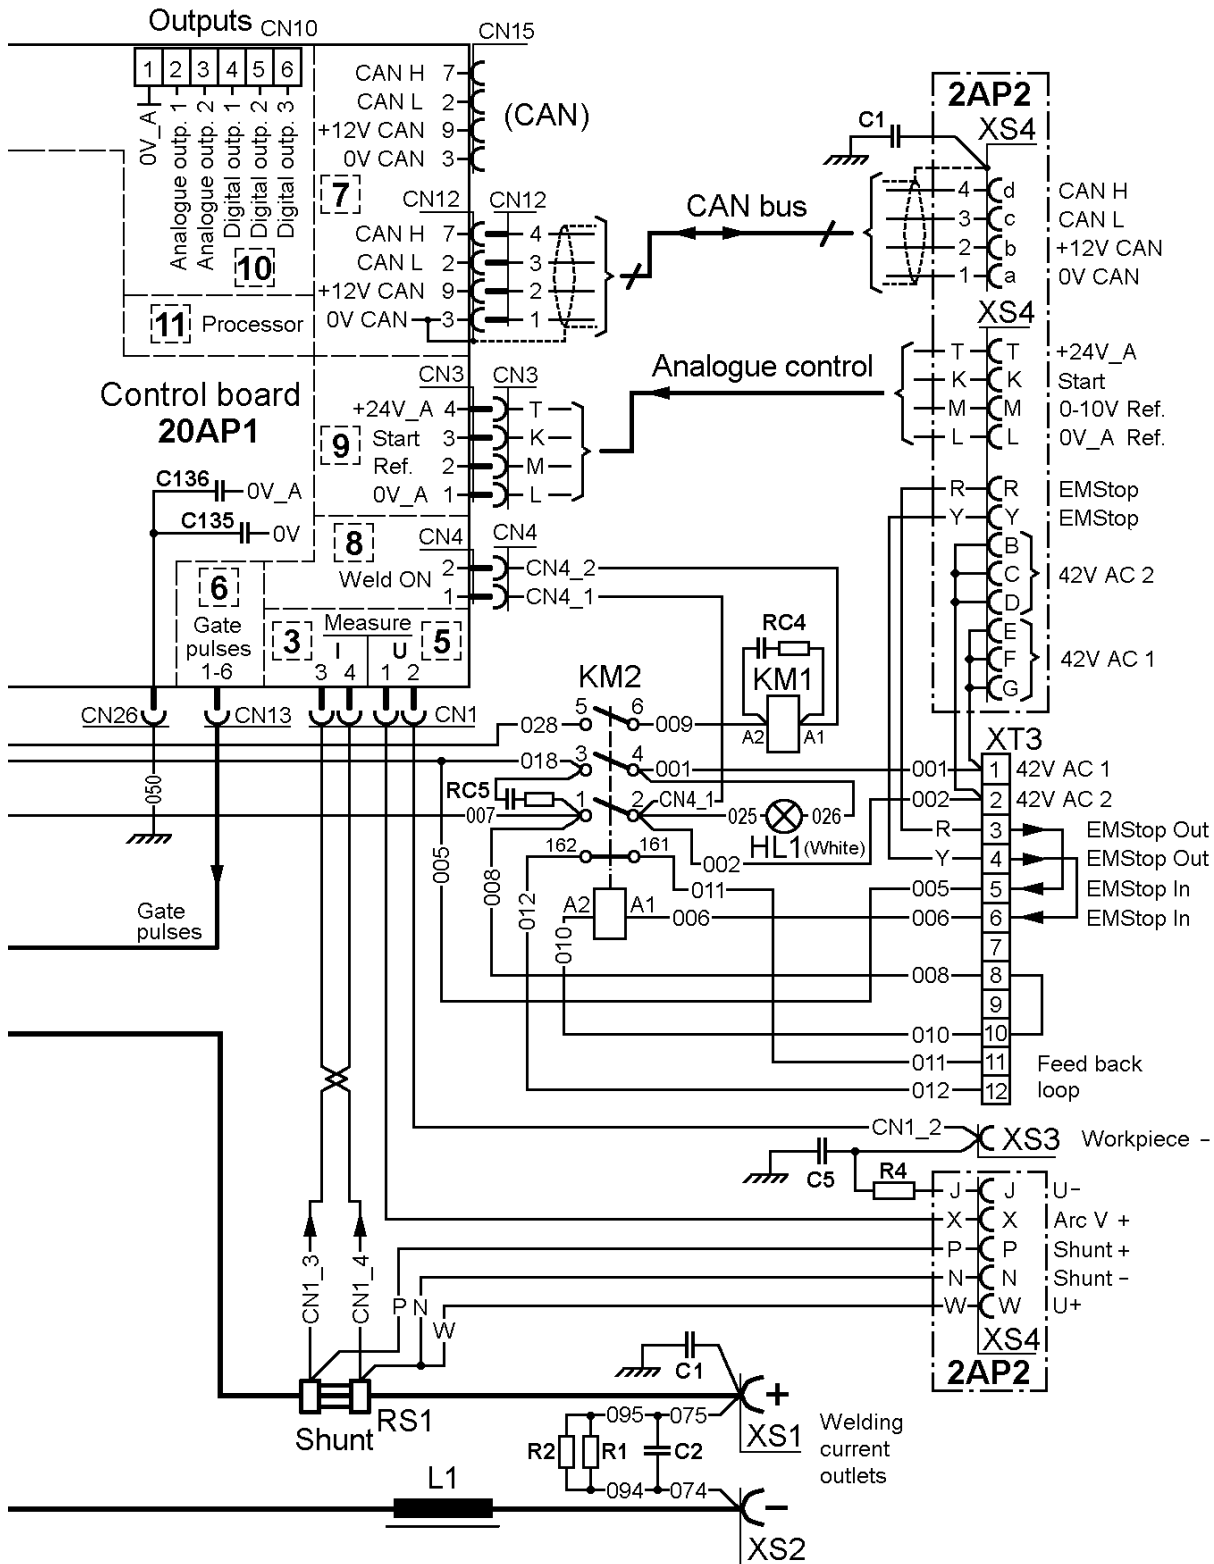 Outputs CN10
CN15
1 2 3 4 5 6
0V_A
Analogue outp. 1
Analogue outp. 2
Digital outp. 1
Digital outp. 2
Digital outp. 3
10
CAN H 7
CAN L 2
+12V CAN 9
0V CAN 3
(CAN)
7
CN12 CN12
CAN H 7 4
CAN L 2 3
+12V CAN 9 2
0V CAN 3 1
11 Processor
CAN bus
C1
2AP2
XS4
4 d CAN H
3 c CAN L
2 b +12V CAN
1 a 0V CAN
XS4
T T +24V_A
K K Start
M M 0-10V Ref.
L L 0V_A Ref.
R R EMStop
Y Y EMStop
B
C 42V AC 2
D
E
F 42V AC 1
G
Analogue control
Control board
20AP1
CN3 CN3
9
+24V_A 4 T
Start 3 K
Ref. 2 M
0V_A 1 L
C136 0V_A
C135 0V
8
CN4 CN4
Weld ON 2 CN4_2
1 CN4_1
6
Gate
pulses
1-6
3 Measure 5
I U
3 4 1 2
CN26 CN13 CN1
050
Gate
pulses
RC4
KM1
A2 A1
KM2
028 5 6 009
018 3 4 001
RC5
007 1 2 CN4_1
025 026
HL1 (White)
002
162 161
011
005
008
012
010
A2 A1 006
XT3
001 1 42V AC 1
002 2 42V AC 2
R 3 EMStop Out
Y 4 EMStop Out
005 5 EMStop In
006 6 EMStop In
7
008 8
9
010 10
011 11 Feed back
012 12 loop
CN1_2 XS3 Workpiece −
C5 R4
J J U−
X X Arc V +
P P Shunt +
N N Shunt −
W W U+
XS4
2AP2
CN1_3
CN1_4
P N
W
C1
RS1
Shunt
+
XS1
Welding
current
outlets
095 075
R2 R1 C2
094 074
L1
−
XS2